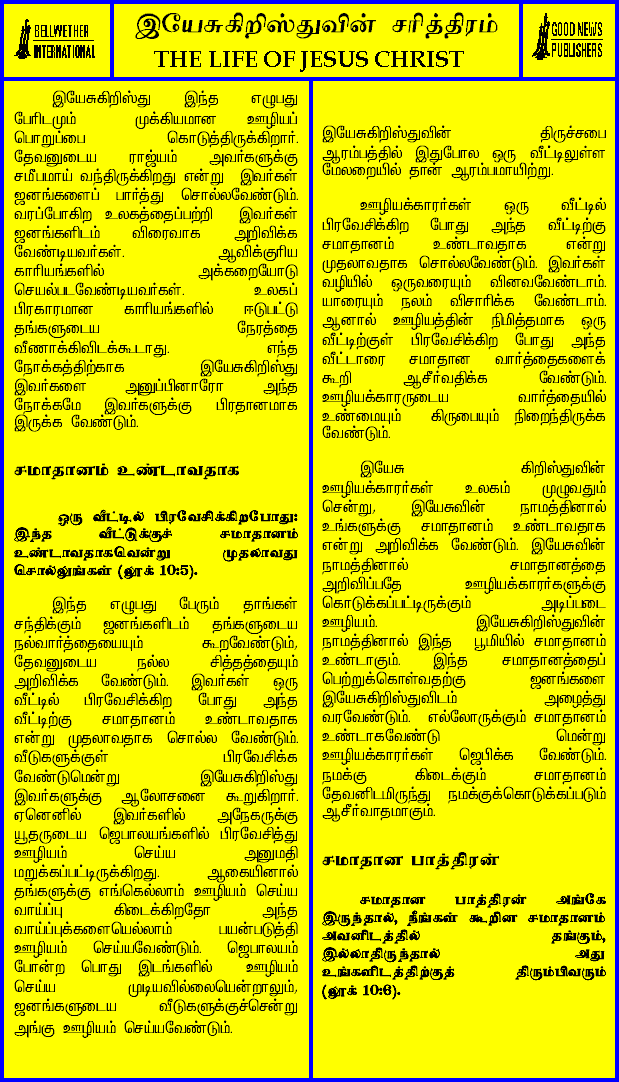 BELLWETHER
INTERNATIONAL
இயேசுகிறிஸ்துவின் சரித்திரம்
THE LIFE OF JESUS CHRIST
GOOD NEWS
PUBLISHERS
இயேசுகிறிஸ்து இந்த எழுபது
பேரிடமும் முக்கியமான ஊழியப்
பொறுப்பை கொடுத்திருக்கிறார்.
தேவனுடைய ராஜ்யம் அவர்களுக்கு
சமீபமாய் வந்திருக்கிறது என்று இவர்கள்
ஜனங்களைப் பார்த்து சொல்லவேண்டும்.
வரப்போகிற உலகத்தைப்பற்றி இவர்கள்
ஜனங்களிடம் விரைவாக அறிவிக்க
வேண்டியவர்கள். ஆவிக்குரிய
காரியங்களில் அக்கறையோடு
செயல்படவேண்டியவர்கள். உலகப்
பிரகாரமான காரியங்களில் ஈடுபட்டு
தங்களுடைய நேரத்தை
வீணாக்கிவிடக்கூடாது. எந்த
நோக்கத்திற்காக இயேசுகிறிஸ்து
இவர்களை அனுப்பினாரோ அந்த
நோக்கமே இவர்களுக்கு பிரதானமாக
இருக்க வேண்டும்.
சமாதானம் உண்டாவதாக
ஒரு வீட்டில் பிரவேசிக்கிறபோது:
இந்த வீட்டுக்குச் சமாதானம்
உண்டாவதாகவென்று முதலாவது
சொல்லுங்கள் (லூக் 10:5).
இந்த எழுபது பேரும் தாங்கள்
சந்திக்கும் ஜனங்களிடம் தங்களுடைய
நல்வார்த்தையையும் கூறவேண்டும்,
தேவனுடைய நல்ல சித்தத்தையும்
அறிவிக்க வேண்டும். இவர்கள் ஒரு
வீட்டில் பிரவேசிக்கிற போது அந்த
வீட்டிற்கு சமாதானம் உண்டாவதாக
என்று முதலாவதாக சொல்ல வேண்டும்.
வீடுகளுக்குள் பிரவேசிக்க
வேண்டுமென்று இயேசுகிறிஸ்து
இவர்களுக்கு ஆலோசனை கூறுகிறார்.
ஏனெனில் இவர்களில் அநேகருக்கு
யூதருடைய ஜெபாலயங்களில் பிரவேசித்து
ஊழியம் செய்ய அனுமதி
மறுக்கப்பட்டிருக்கிறது. ஆகையினால்
தங்களுக்கு எங்கெல்லாம் ஊழியம் செய்ய
வாய்ப்பு கிடைக்கிறதோ அந்த
வாய்ப்புக்களையெல்லாம் பயன்படுத்தி
ஊழியம் செய்யவேண்டும். ஜெபாலயம்
போன்ற பொது இடங்களில் ஊழியம்
செய்ய முடியவில்லையென்றாலும்,
ஜனங்களுடைய வீடுகளுக்குச்சென்று
அங்கு ஊழியம் செய்யவேண்டும்.
இயேசுகிறிஸ்துவின் திருச்சபை
ஆரம்பத்தில் இதுபோல ஒரு வீட்டிலுள்ள
மேலறையில் தான் ஆரம்பமாயிற்று.
ஊழியக்காரர்கள் ஒரு வீட்டில்
பிரவேசிக்கிற போது அந்த வீட்டிற்கு
சமாதானம் உண்டாவதாக என்று
முதலாவதாக சொல்லவேண்டும். இவர்கள்
வழியில் ஒருவரையும் வினவவேண்டாம்.
யாரையும் நலம் விசாரிக்க வேண்டாம்.
ஆனால் ஊழியத்தின் நிமித்தமாக ஒரு
வீட்டிற்குள் பிரவேசிக்கிற போது அந்த
வீட்டாரை சமாதான வார்த்தைகளைக்
கூறி ஆசீர்வதிக்க வேண்டும்.
ஊழியக்காரருடைய வார்த்தையில்
உண்மையும் கிருபையும் நிறைந்திருக்க
வேண்டும்.
இயேசு கிறிஸ்துவின்
ஊழியக்காரர்கள் உலகம் முழுவதும்
சென்று, இயேசுவின் நாமத்தினால்
உங்களுக்கு சமாதானம் உண்டாவதாக
என்று அறிவிக்க வேண்டும். இயேசுவின்
நாமத்தினால் சமாதானத்தை
அறிவிப்பதே ஊழியக்காரர்களுக்கு
கொடுக்கப்பட்டிருக்கும் அடிப்படை
ஊழியம். இயேசுகிறிஸ்துவின்
நாமத்தினால் இந்த பூமியில் சமாதானம்
உண்டாகும். இந்த சமாதானத்தைப்
பெற்றுக்கொள்வதற்கு ஜனங்களை
இயேசுகிறிஸ்துவிடம் அழைத்து
வரவேண்டும். எல்லோருக்கும் சமாதானம்
உண்டாகவேண்டு மென்று
ஊழியக்காரர்கள் ஜெபிக்க வேண்டும்.
நமக்கு கிடைக்கும் சமாதானம்
தேவனிடமிருந்து நமக்குக்கொடுக்கப்படும்
ஆசீர்வாதமாகும்.
சமாதான பாத்திரன்
சமாதான பாத்திரன் அங்கே
இருந்தால், நீங்கள் கூறின சமாதானம்
அவனிடத்தில் தங்கும்,
இல்லாதிருந்தால் அது
உங்களிடத்திற்குத் திரும்பிவரும்
(லூக் 10:6).